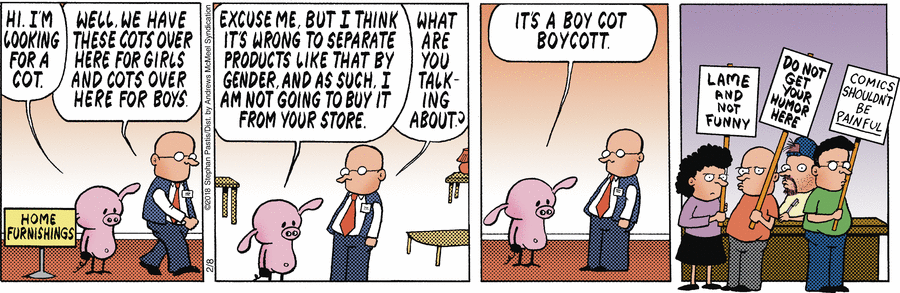 HI. I'M
LOOKING
FOR A
COT.
WELL. WE HAVE
THESE COTS OVER
HERE FOR GIRLS
AND COTS OVER
HERE FOR BOYS.
HOME
FURNISHINGS
©2018 Stephan Pastis/Dist. by Andrews McMeel Syndication
2/8
EXCUSE ME, BUT I THINK
IT'S WRONG TO SEPARATE
PRODUCTS LIKE THAT BY
GENDER, AND AS SUCH, I
AM NOT GOING TO BUY IT
FROM YOUR STORE.
WHAT
ARE
YOU
TALK-
ING
ABOUT?
IT'S A BOY COT
BOYCOTT.
LAME
AND
NOT
FUNNY
DO NOT
GET
YOUR
HUMOR
HERE
COMICS
SHOULDN'T
BE
PAINFUL